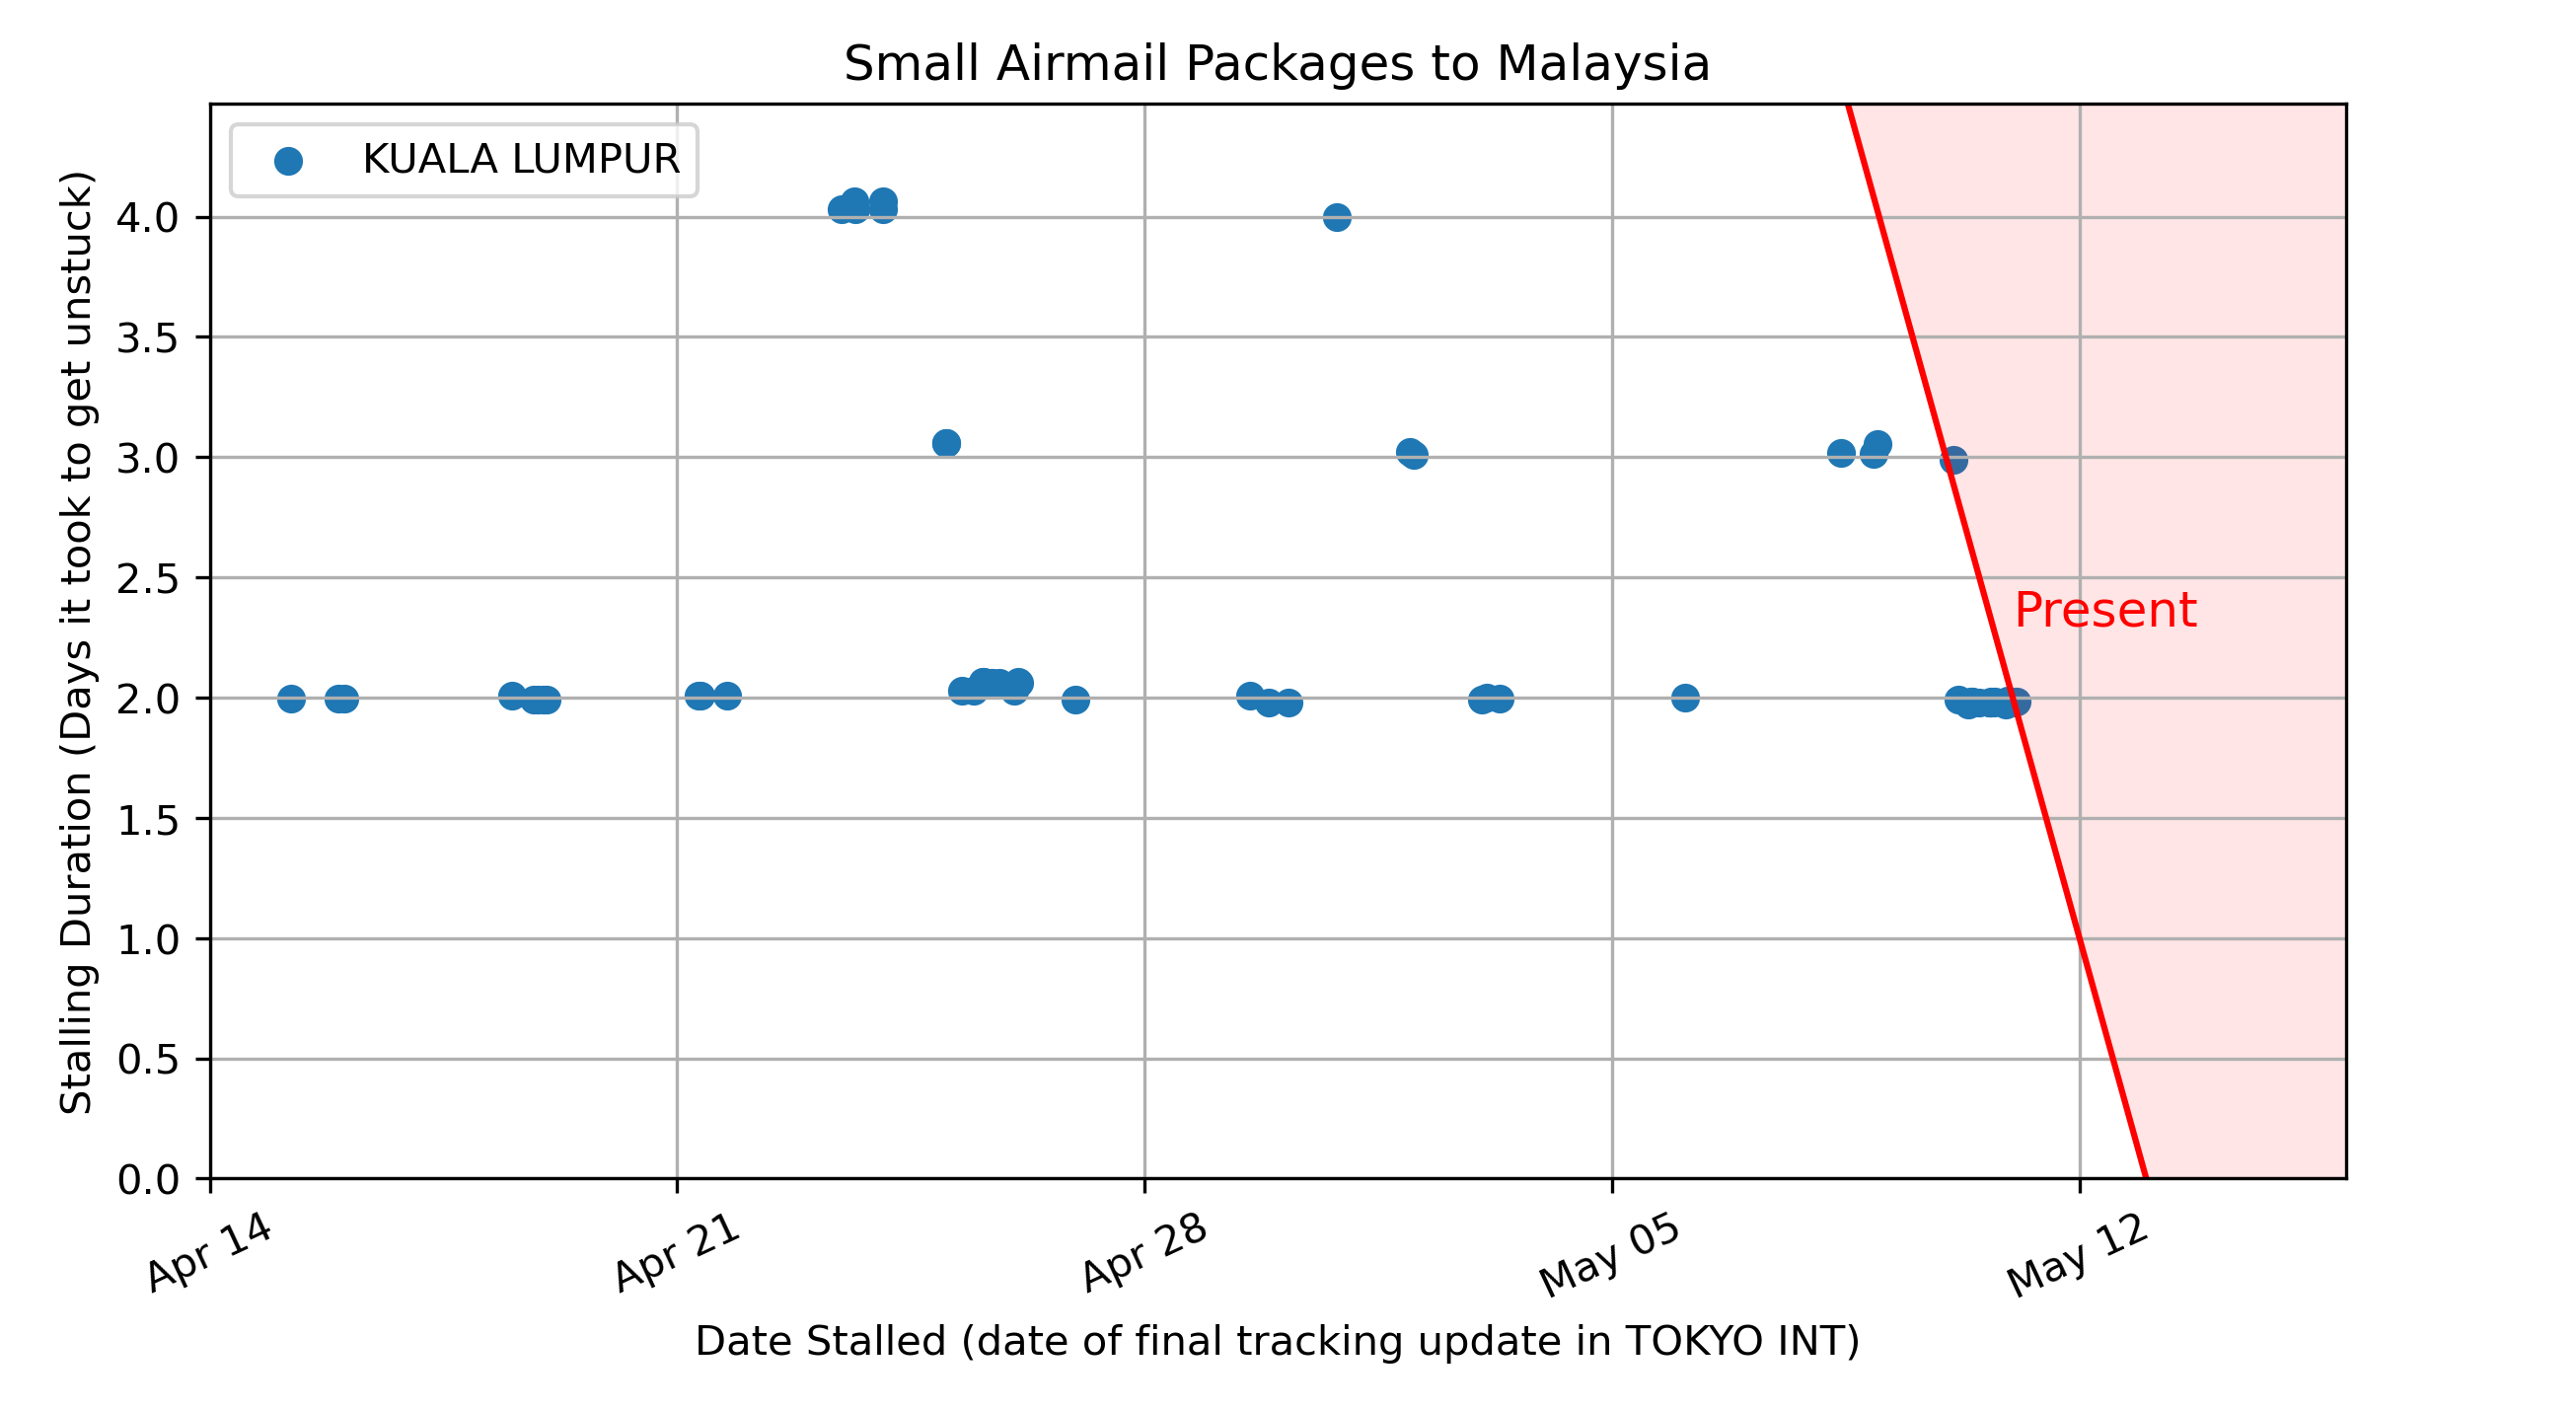 Small Airmail Packages to Malaysia
KUALA LUMPUR
Stalling Duration (Days it took to get unstuck)
4.0
3.5
3.0
2.5
2.0
1.5
1.0
0.5
0.0
Present
Apr 14
Apr 21
Apr 28
May 05
May 12
Date Stalled (date of final tracking update in TOKYO INT)